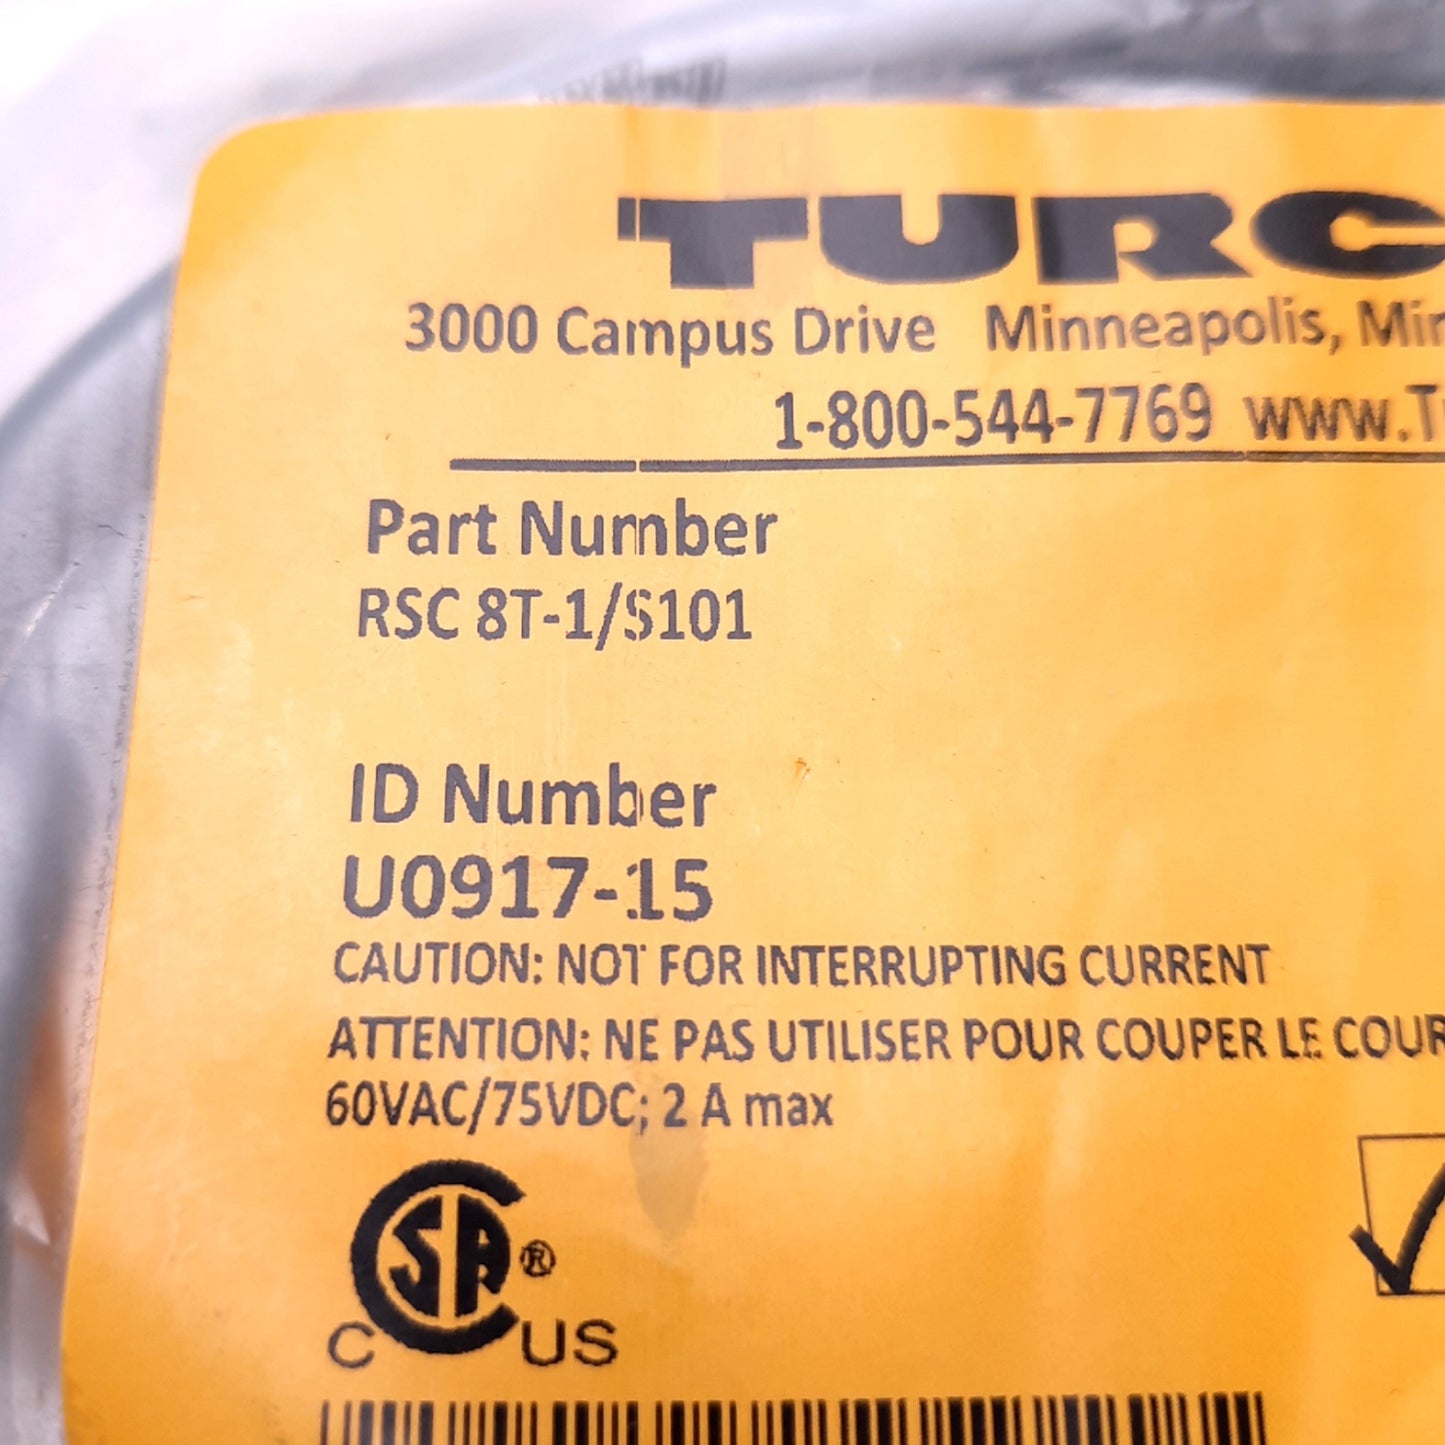 TURC
3000 Campus Drive Minneapolis, Min
1-800-544-7769 www.T
Part Number
RSC 8T-1/S101
ID Number
U0917-15
CAUTION: NOT FOR INTERRUPTING CURRENT
ATTENTION: NE PAS UTILISER POUR COUPER LE COUR
60VAC/75VDC; 2 A max
C SA ® US